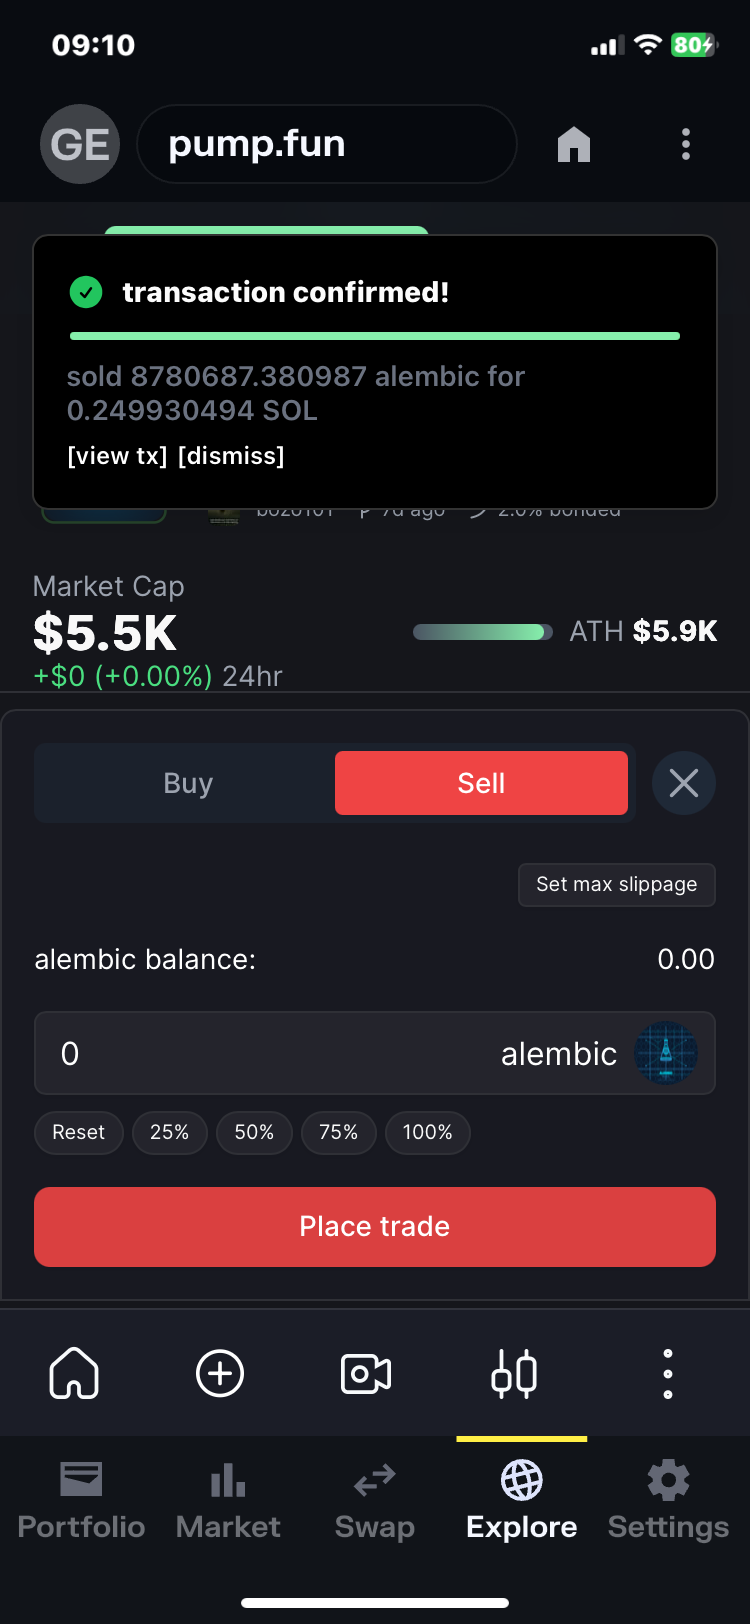 09:10
80
GE
pump.fun
transaction confirmed!
sold 8780687.380987 alembic for
0.249930494 SOL
[view tx] [dismiss]
7d ago 2.0% bonded
Market Cap
$5.5K
ATH $5.9K
+$0 (+0.00%) 24hr
Buy
Sell
Set max slippage
alembic balance:
0.00
0
alembic
Reset
25%
50%
75%
100%
Place trade
Portfolio
Market
Swap
Explore
Settings